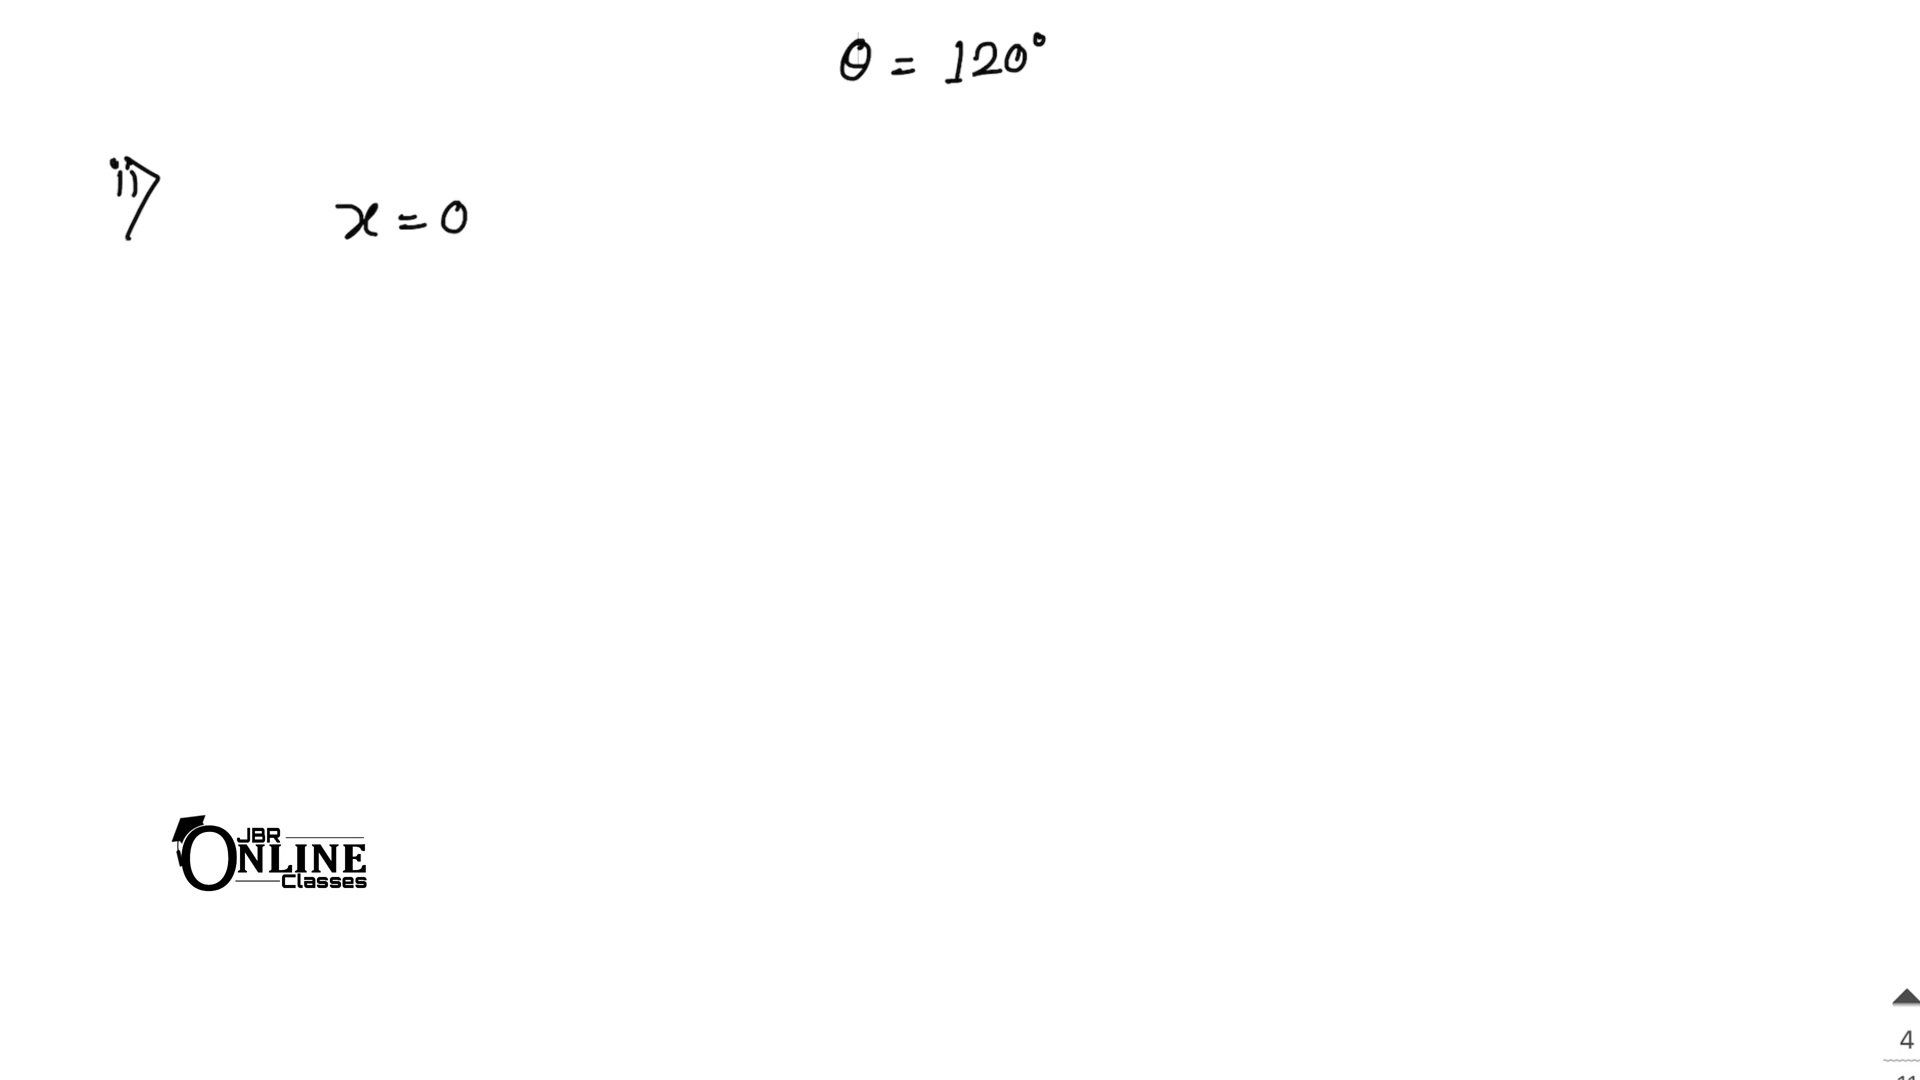 θ = 120°
ii)
x = 0
JBR
ONLINE
Classes
4